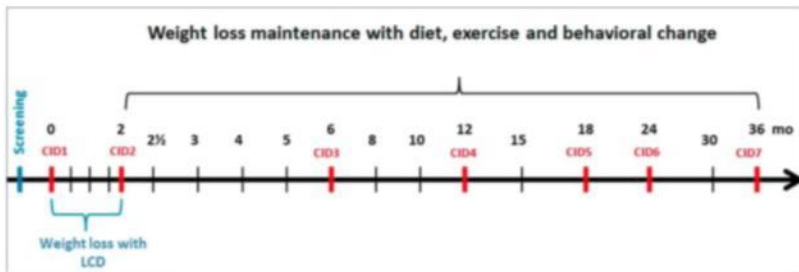 Weight loss maintenance with diet, exercise and behavioral change
Screening
0 2 2½ 3 4 5 6 8 10 12 15 18 24 30 36 mo
CID1 CID2 CID3 CID4 CID5 CID6 CID7
Weight loss with
LCD